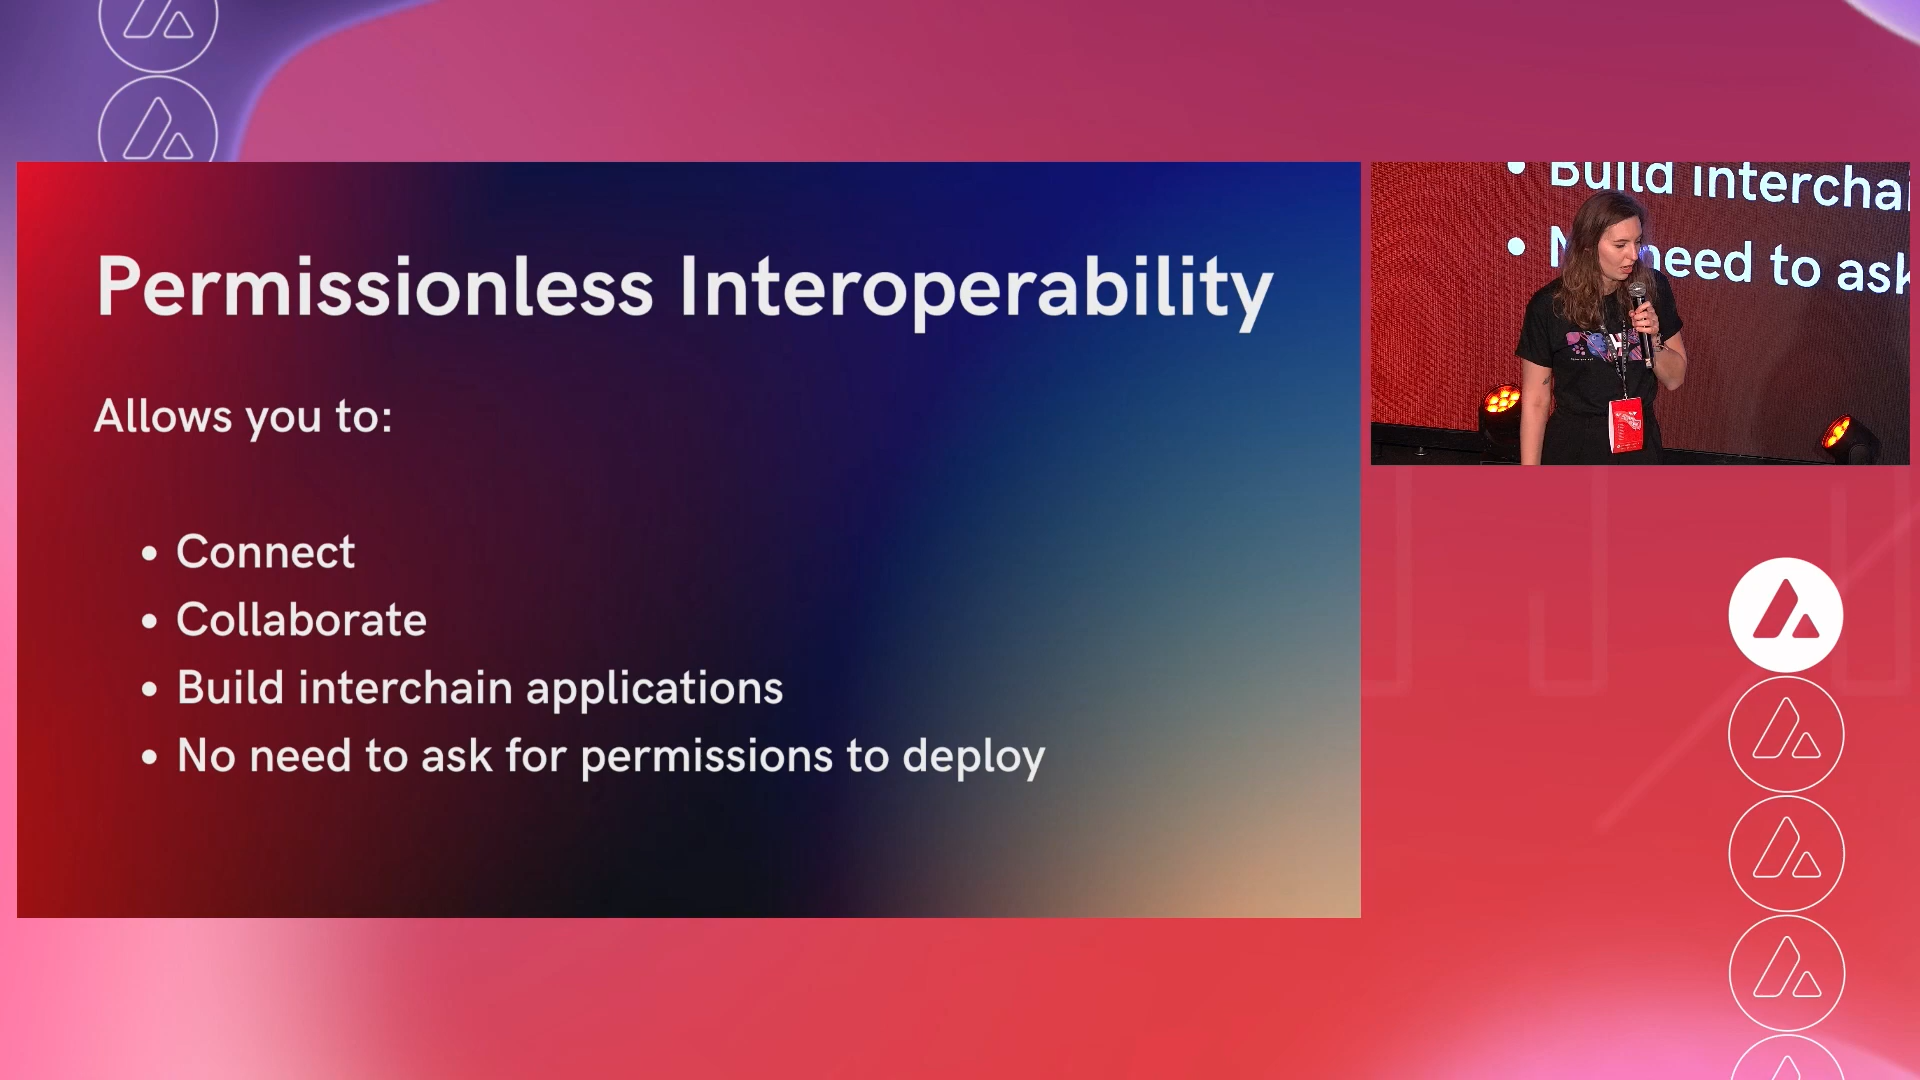 Permissionless Interoperability
Allows you to:
• Connect
• Collaborate
• Build interchain applications
• No need to ask for permissions to deploy
• Build interchai
• N need to ask